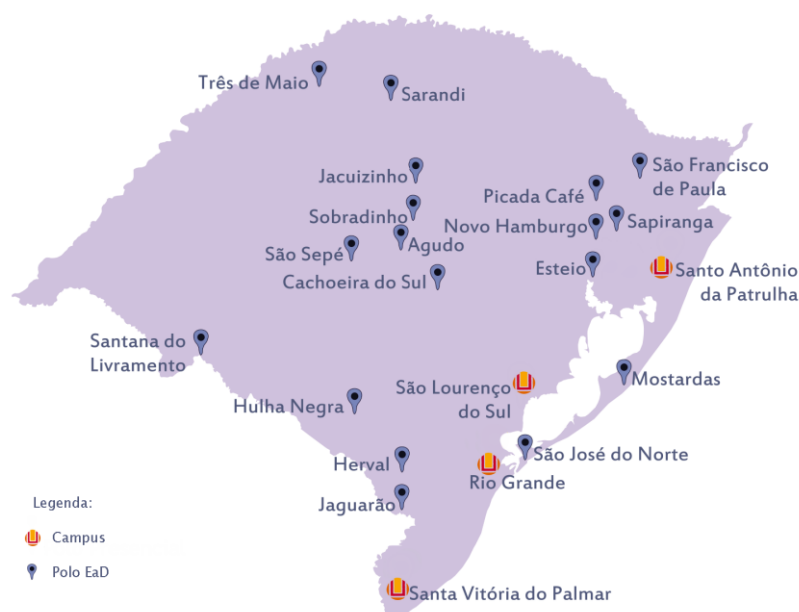 Três de Maio
Sarandi
Jacuizinho
São Francisco
de Paula
Picada Café
Sobradinho
Novo Hamburgo
Sapiranga
Agudo
São Sepé
Esteio
Santo Antônio
da Patrulha
Cachoeira do Sul
Santana do
Livramento
Mostardas
São Lourenço
do Sul
Hulha Negra
São José do Norte
Herval
Rio Grande
Jaguarão
Legenda:
Campus
Polo EaD
Santa Vitória do Palmar